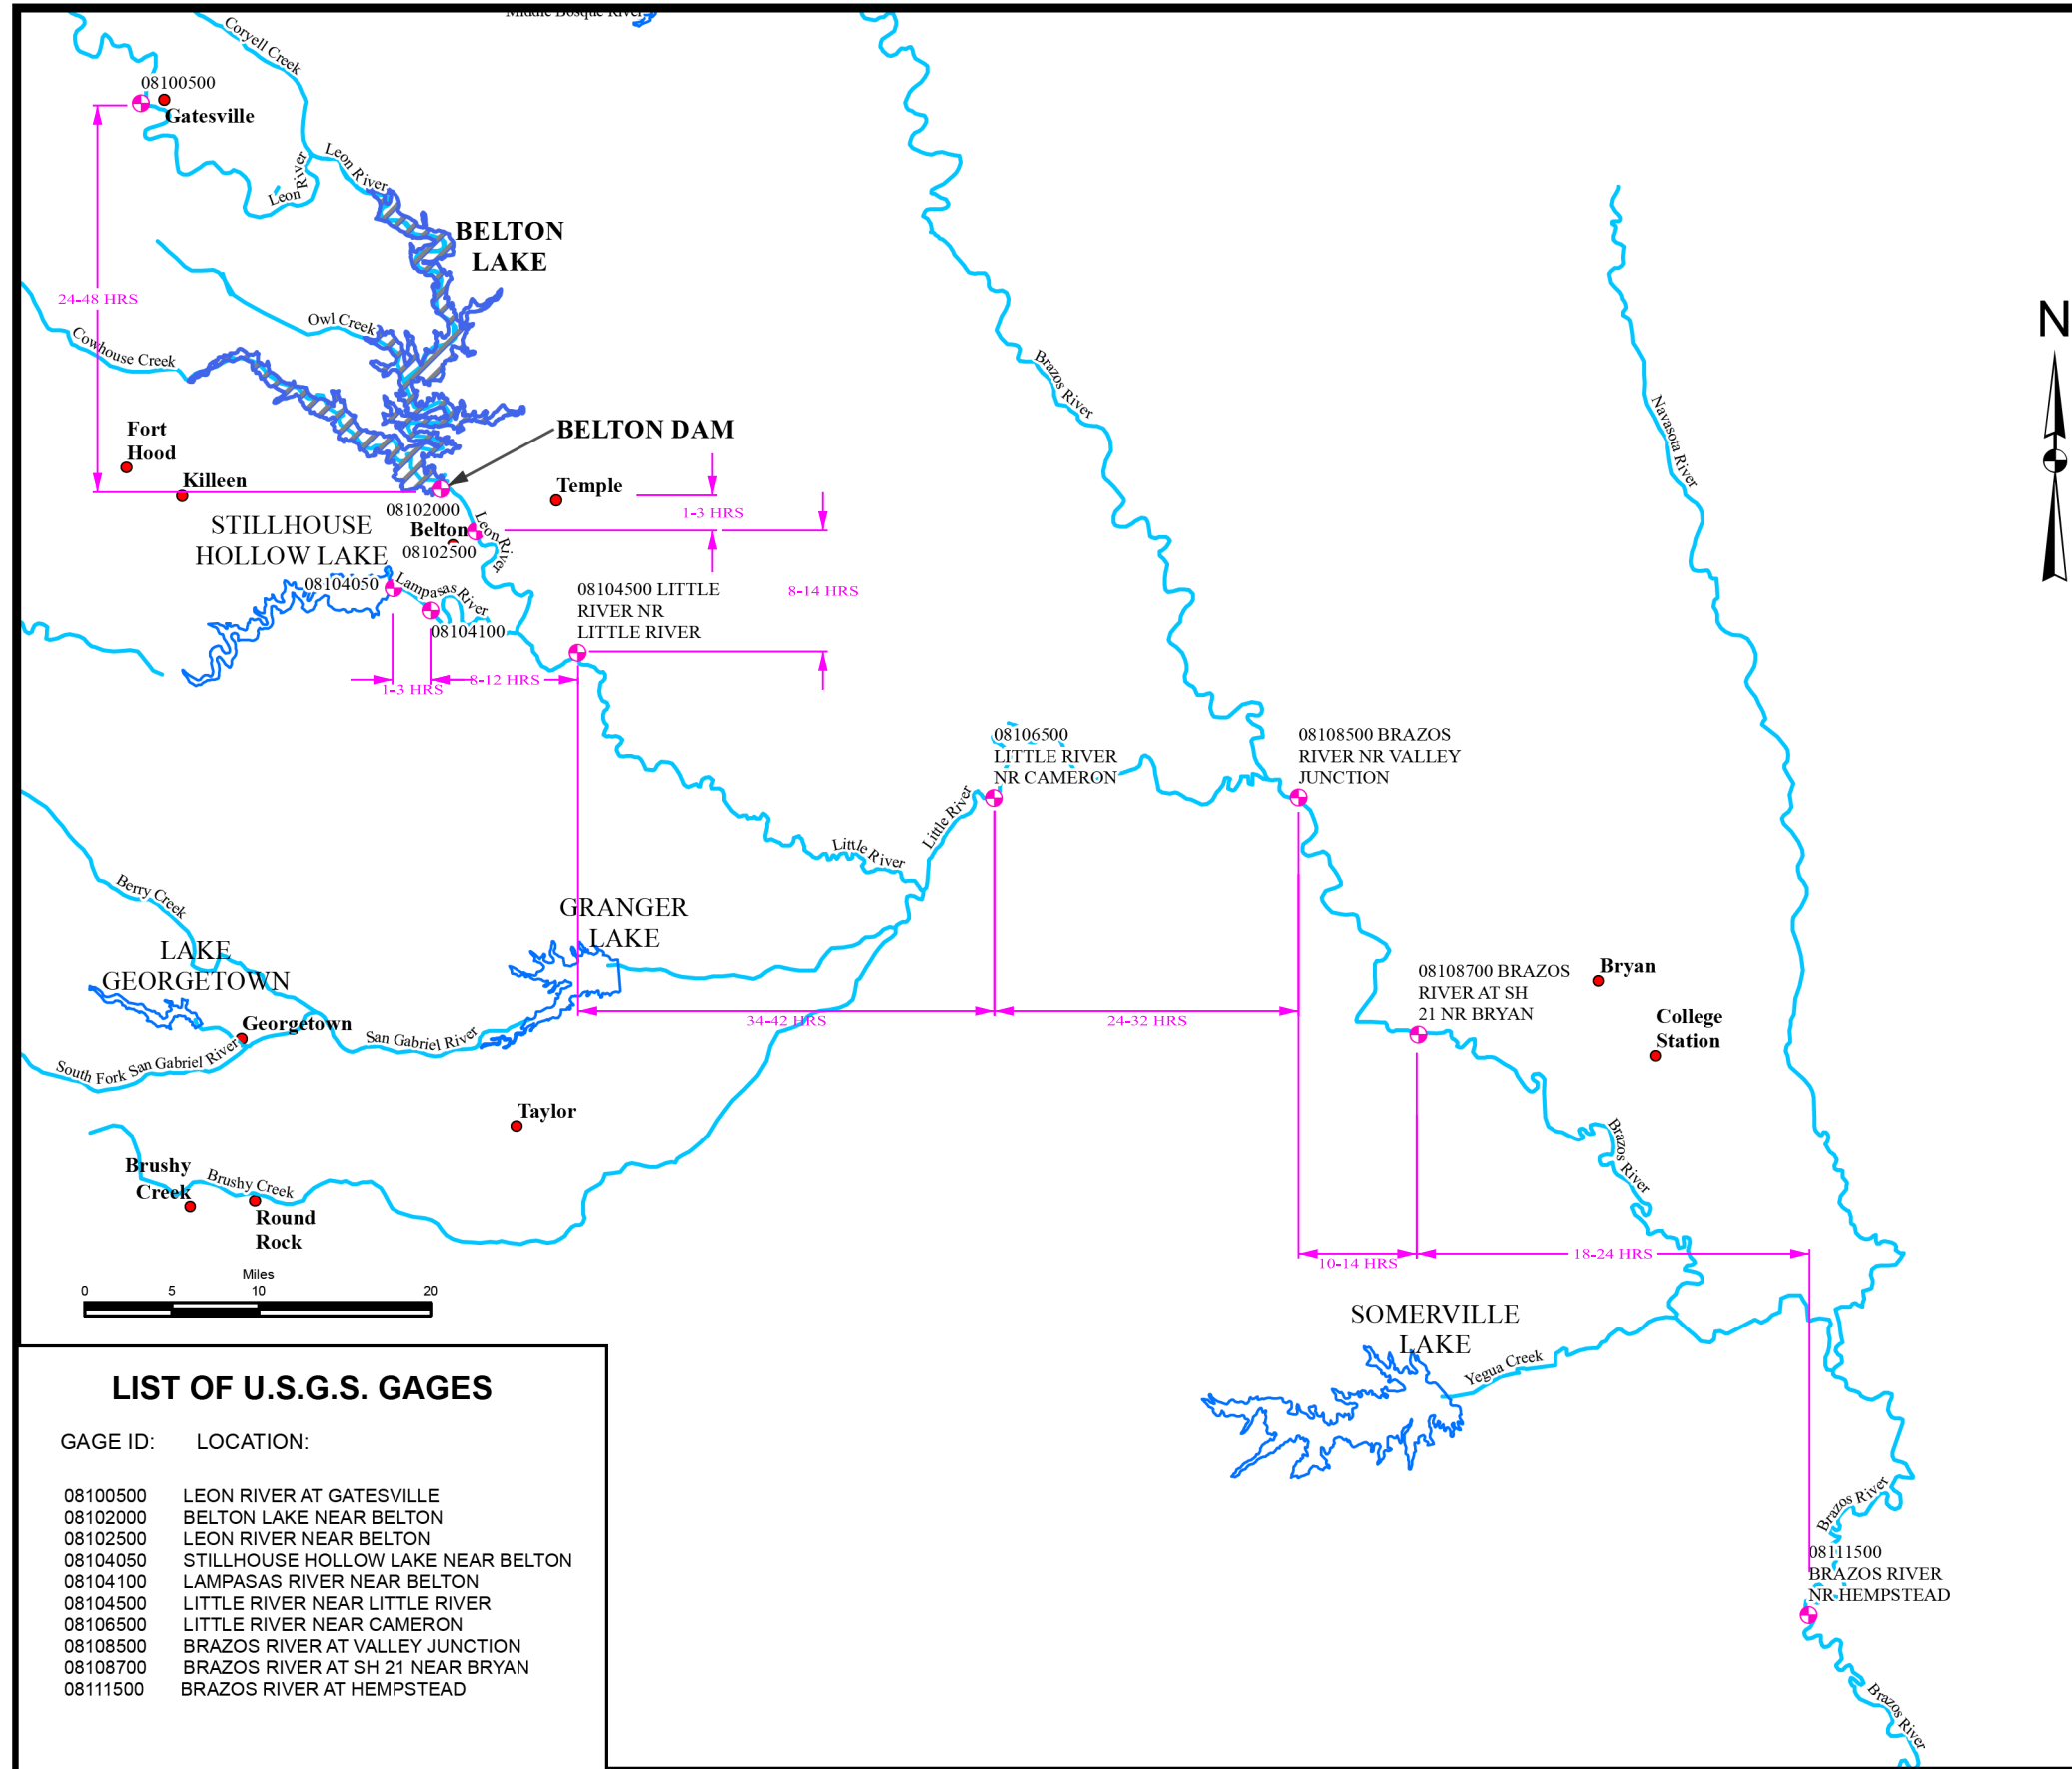 Middle Bosque River
Coryell Creek
08100500
Gatesville
Leon River
Leon River
BELTON
LAKE
24-48 HRS
Owl Creek
Cowhouse Creek
Brazos River
Navasota River
N
Fort
Hood
Killeen
BELTON DAM
Temple
1-3 HRS
08102000
STILLHOUSE
HOLLOW LAKE
Belton
08102500
Leon River
08104050
Lampasas River
08104100
8-14 HRS
08104500 LITTLE
RIVER NR
LITTLE RIVER
1-3 HRS
8-12 HRS
08106500
LITTLE RIVER
NR CAMERON
08108500 BRAZOS
RIVER NR VALLEY
JUNCTION
Little River
Little River
Berry Creek
GRANGER
LAKE
LAKE
GEORGETOWN
Georgetown
San Gabriel River
South Fork San Gabriel River
34-42 HRS
24-32 HRS
08108700 BRAZOS
RIVER AT SH
21 NR BRYAN
Bryan
College
Station
Taylor
Brushy
Creek
Brushy Creek
Round
Rock
Brazos River
10-14 HRS
18-24 HRS
Miles
0 5 10 20
SOMERVILLE
LAKE
Yegua Creek
Brazos River
08111500
BRAZOS RIVER
NR HEMPSTEAD
Brazos River
LIST OF U.S.G.S. GAGES
GAGE ID: LOCATION:
08100500 LEON RIVER AT GATESVILLE
08102000 BELTON LAKE NEAR BELTON
08102500 LEON RIVER NEAR BELTON
08104050 STILLHOUSE HOLLOW LAKE NEAR BELTON
08104100 LAMPASAS RIVER NEAR BELTON
08104500 LITTLE RIVER NEAR LITTLE RIVER
08106500 LITTLE RIVER NEAR CAMERON
08108500 BRAZOS RIVER AT VALLEY JUNCTION
08108700 BRAZOS RIVER AT SH 21 NEAR BRYAN
08111500 BRAZOS RIVER AT HEMPSTEAD